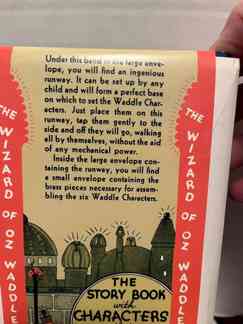 Under this band in the large enve-
lope, you will find an ingenious
runway. It can be set up by any
child and will form a perfect base
on which to set the Waddle Char-
acters. Just place them on this
runway, tap them gently to the
side and off they will go, walking
all by themselves, without the aid
of any mechanical power.
Inside the large envelope con-
taining the runway, you will find
a small envelope containing the
brass pieces necessary for assem-
bling the six Waddle Characters.
THE WIZARD OF OZ WADDLE
THE WIZARD OF OZ WADDLE
THE
STORY BOOK
with
CHARACTERS